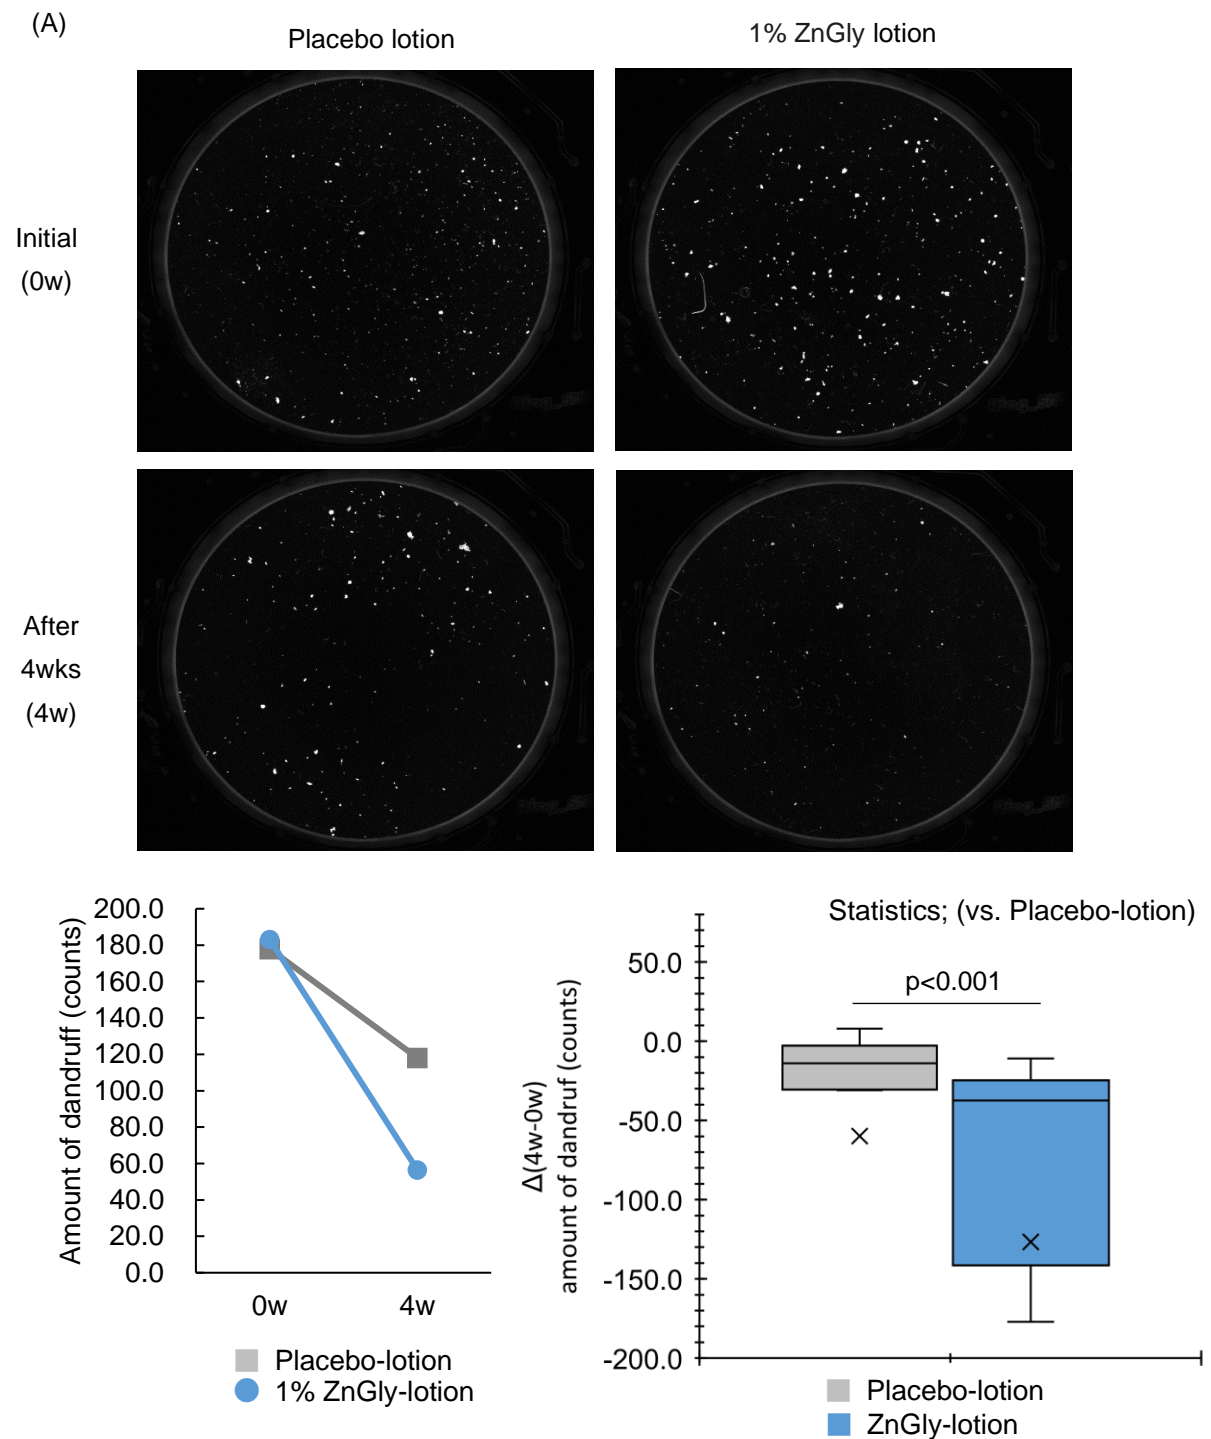 (A)
Placebo lotion
1% ZnGly lotion
Initial
(0w)
After
4wks
(4w)
Amount of dandruff (counts)
200.0
180.0
160.0
140.0
120.0
100.0
80.0
60.0
40.0
20.0
0.0
0w
4w
Placebo-lotion
1% ZnGly-lotion
Statistics; (vs. Placebo-lotion)
p<0.001
Δ(4w-0w)
amount of dandruf (counts)
50.0
0.0
-50.0
-100.0
-150.0
-200.0
Placebo-lotion
ZnGly-lotion